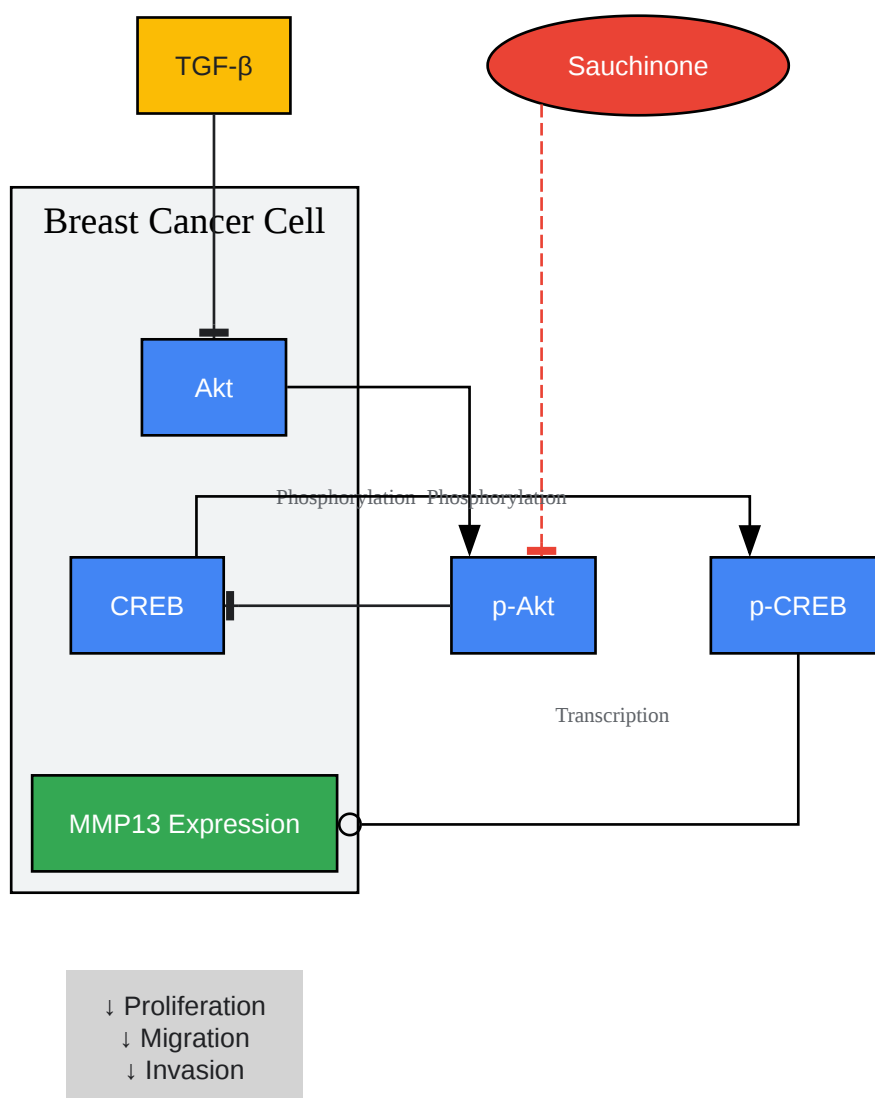 TGF-β
Sauchinone
Breast Cancer Cell
Akt
Phosphorylation
Phosphorylation
CREB
p-Akt
p-CREB
Transcription
MMP13 Expression
↓ Proliferation
↓ Migration
↓ Invasion